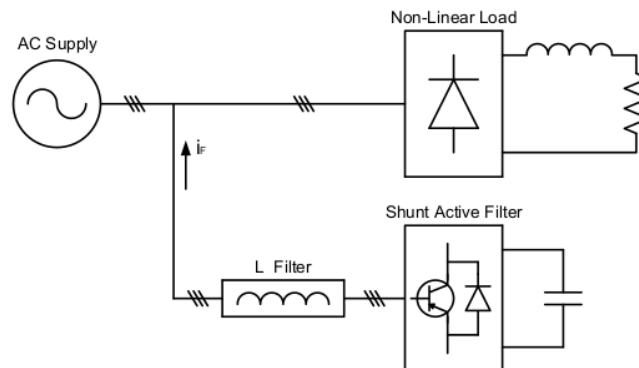 Non-Linear Load
AC Supply
iF
Shunt Active Filter
L Filter